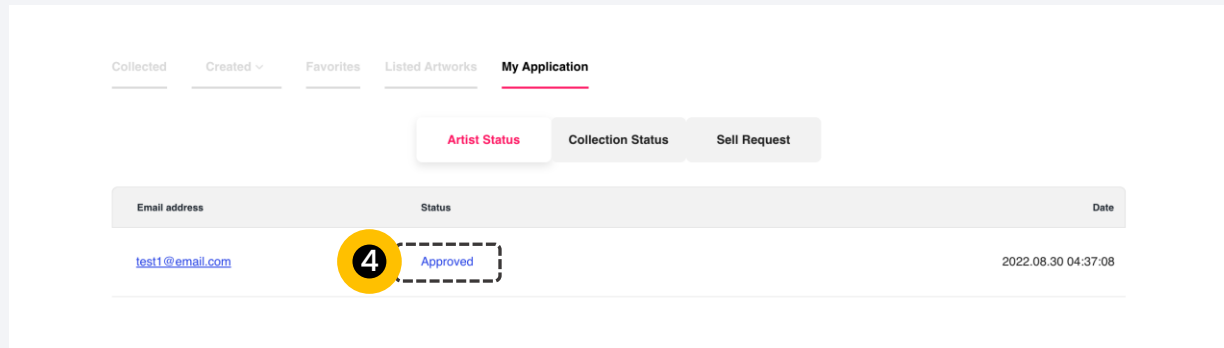 Collected Created Favorites Listed Artworks My Application
Artist Status Collection Status Sell Request
Email address Status Date
test1@email.com 4 Approved 2022.08.30 04:37:08